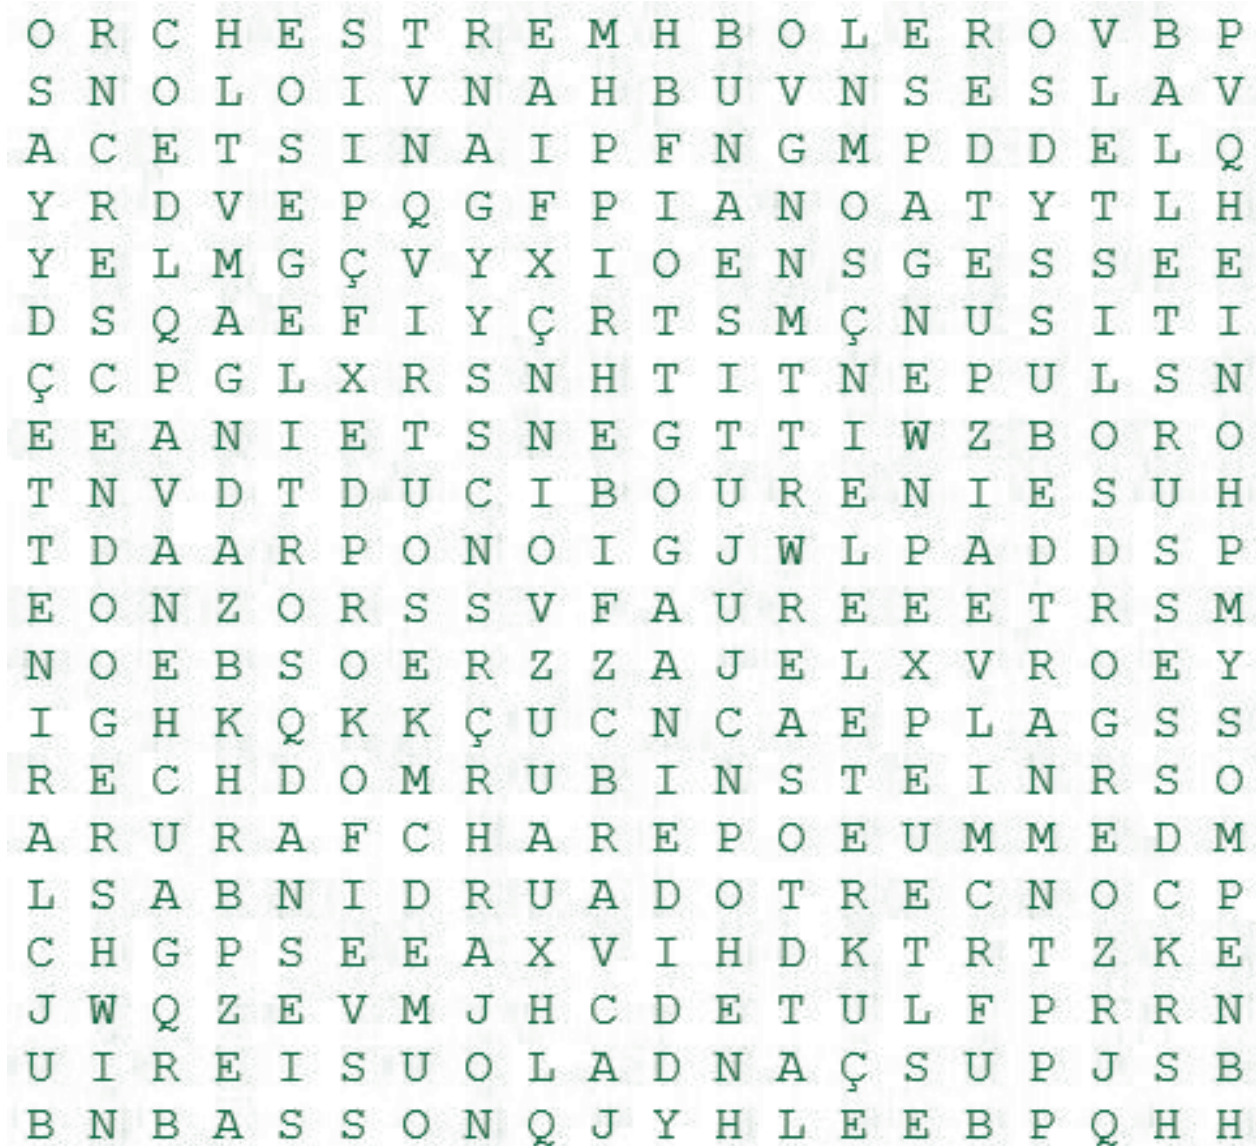 O R C H E S T R E M H B O L E R O V B P
S N O L O I V N A H B U V N S E S L A V
A C E T S I N A I P F N G M P D D E L Q
Y R D V E P Q G F P I A N O A T Y T L H
Y E L M G Ç V Y X I O E N S G E S S E E
D S Q A E F I Y Ç R T S M Ç N U S I T I
Ç C P G L X R S N H T I T N E P U L S N
E E A N I E T S N E G T T I W Z B O R O
T N V D T D U C I B O U R E N I E S U H
T D A A R P O N O I G J W L P A D D S P
E O N Z O R S S V F A U R E E E T R S M
N O E B S O E R Z Z A J E L X V R O E Y
I G H K Q K K Ç U C N C A E P L A G S S
R E C H D O M R U B I N S T E I N R S O
A R U R A F C H A R E P O E U M M E D M
L S A B N I D R U A D O T R E C N O C P
C H G P S E E A X V I H D K T R T Z K E
J W Q Z E V M J H C D E T U L F P R R N
U I R E I S U O L A D N A Ç S U P J S B
B N B A S S O N Q J Y H L E E B P Q H H